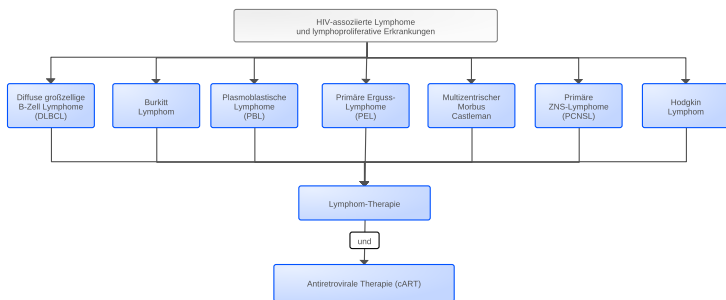 HIV-assoziierte Lymphome
und lymphoproliferative Erkrankungen
Diffuse großzellige
B-Zell Lymphome
(DLBCL)
Burkitt
Lymphom
Plasmoblastische
Lymphome
(PBL)
Primäre Erguss-
Lymphome
(PEL)
Multizentrischer
Morbus
Castleman
Primäre
ZNS-Lymphome
(PCNSL)
Hodgkin
Lymphom
Lymphom-Therapie
und
Antiretrovirale Therapie (cART)